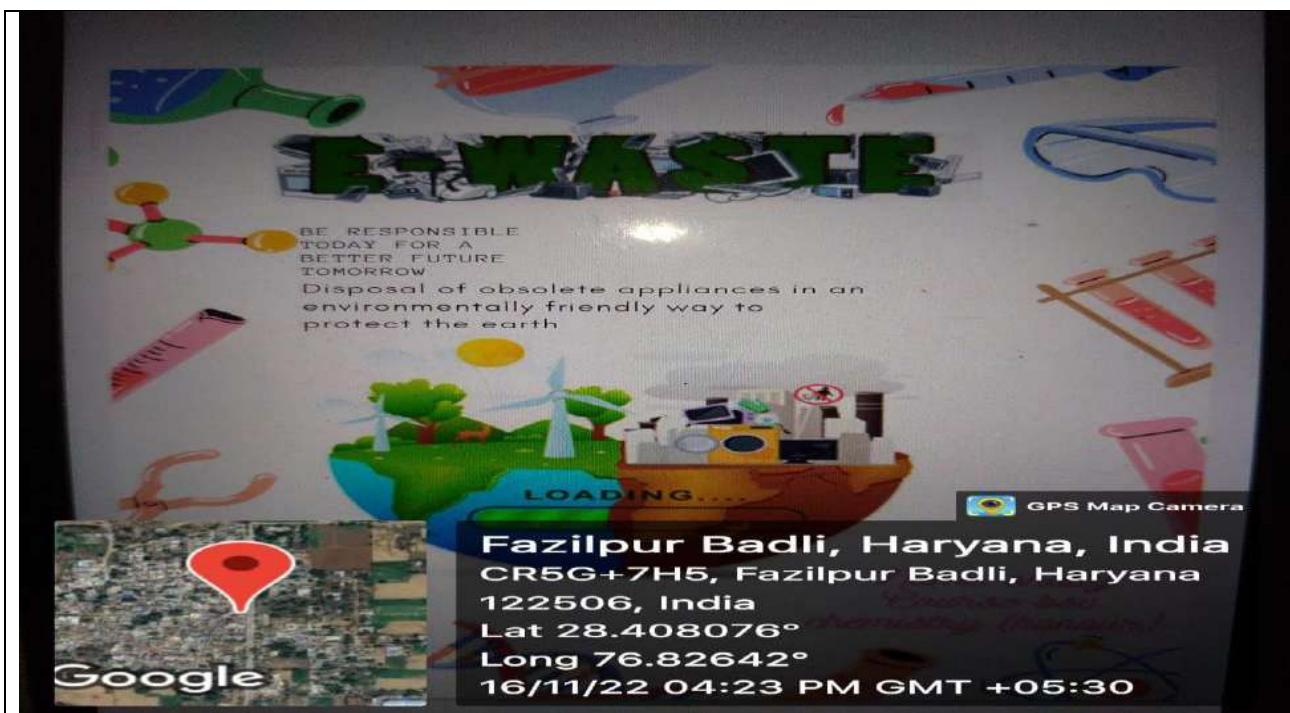 E-WASTE
BE RESPONSIBLE
TODAY FOR A
BETTER FUTURE
TOMORROW
Disposal of obsolete appliances in an
environmentally friendly way to
protect the earth
LOADING....
GPS Map Camera
Fazilpur Badli, Haryana, India
CR5G+7H5, Fazilpur Badli, Haryana
122506, India
Lat 28.408076°
Long 76.82642°
16/11/22 04:23 PM GMT +05:30
Google